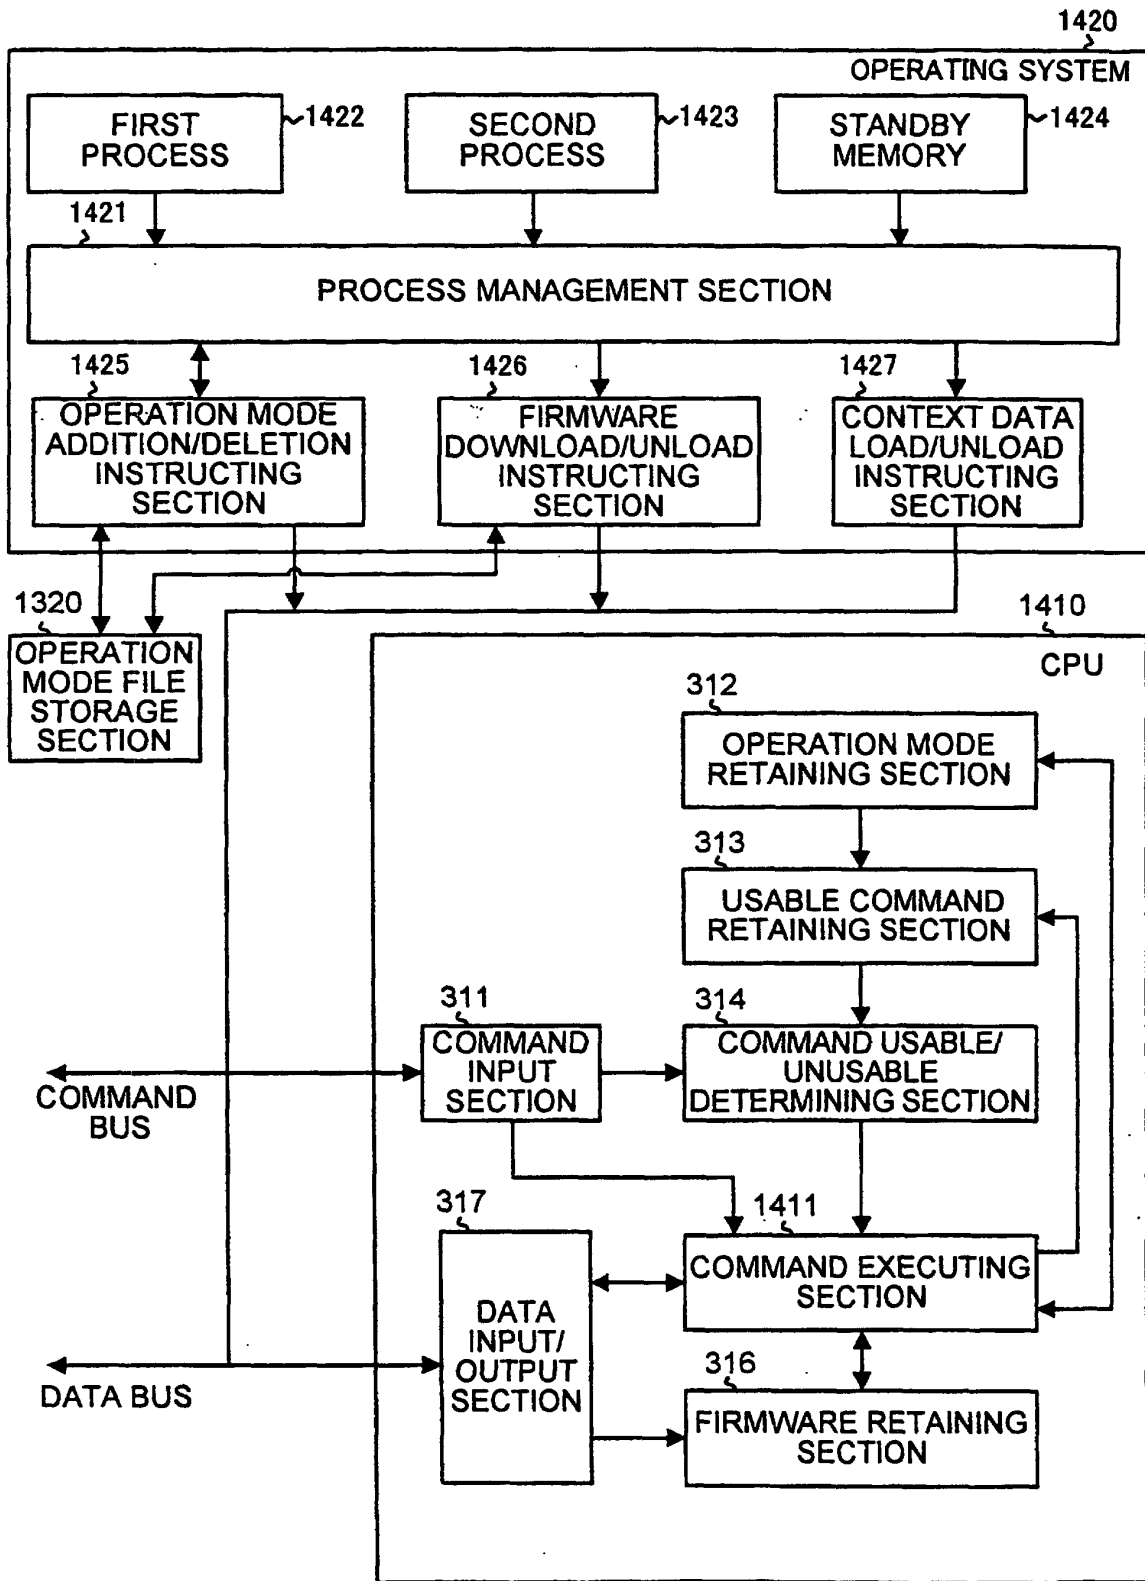 1420
OPERATING SYSTEM
FIRST
PROCESS
1422
SECOND
PROCESS
1423
STANDBY
MEMORY
1424
1421
PROCESS MANAGEMENT SECTION
1425
OPERATION MODE
ADDITION/DELETION
INSTRUCTING
SECTION
1426
FIRMWARE
DOWNLOAD/UNLOAD
INSTRUCTING
SECTION
1427
CONTEXT DATA
LOAD/UNLOAD
INSTRUCTING
SECTION
1320
OPERATION
MODE FILE
STORAGE
SECTION
1410
CPU
312
OPERATION MODE
RETAINING SECTION
313
USABLE COMMAND
RETAINING SECTION
311
COMMAND
INPUT
SECTION
314
COMMAND USABLE/
UNUSABLE
DETERMINING SECTION
COMMAND
BUS
317
DATA
INPUT/
OUTPUT
SECTION
1411
COMMAND EXECUTING
SECTION
DATA BUS
316
FIRMWARE RETAINING
SECTION